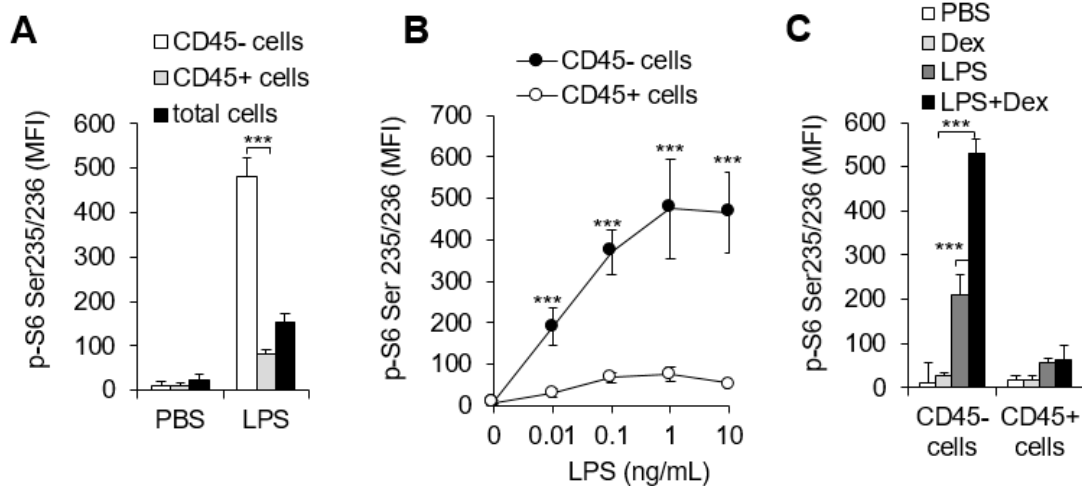 A
CD45- cells
CD45+ cells
total cells
p-S6 Ser235/236 (MFI)
600
500
400
300
200
100
0
***
PBS
LPS
B
CD45- cells
CD45+ cells
p-S6 Ser 235/236 (MFI)
700
600
500
400
300
200
100
0
***
***
***
***
0
0.01
0.1
1
10
LPS (ng/mL)
C
PBS
Dex
LPS
LPS+Dex
p-S6 Ser235/236 (MFI)
600
500
400
300
200
100
0
***
***
CD45-
cells
CD45+
cells